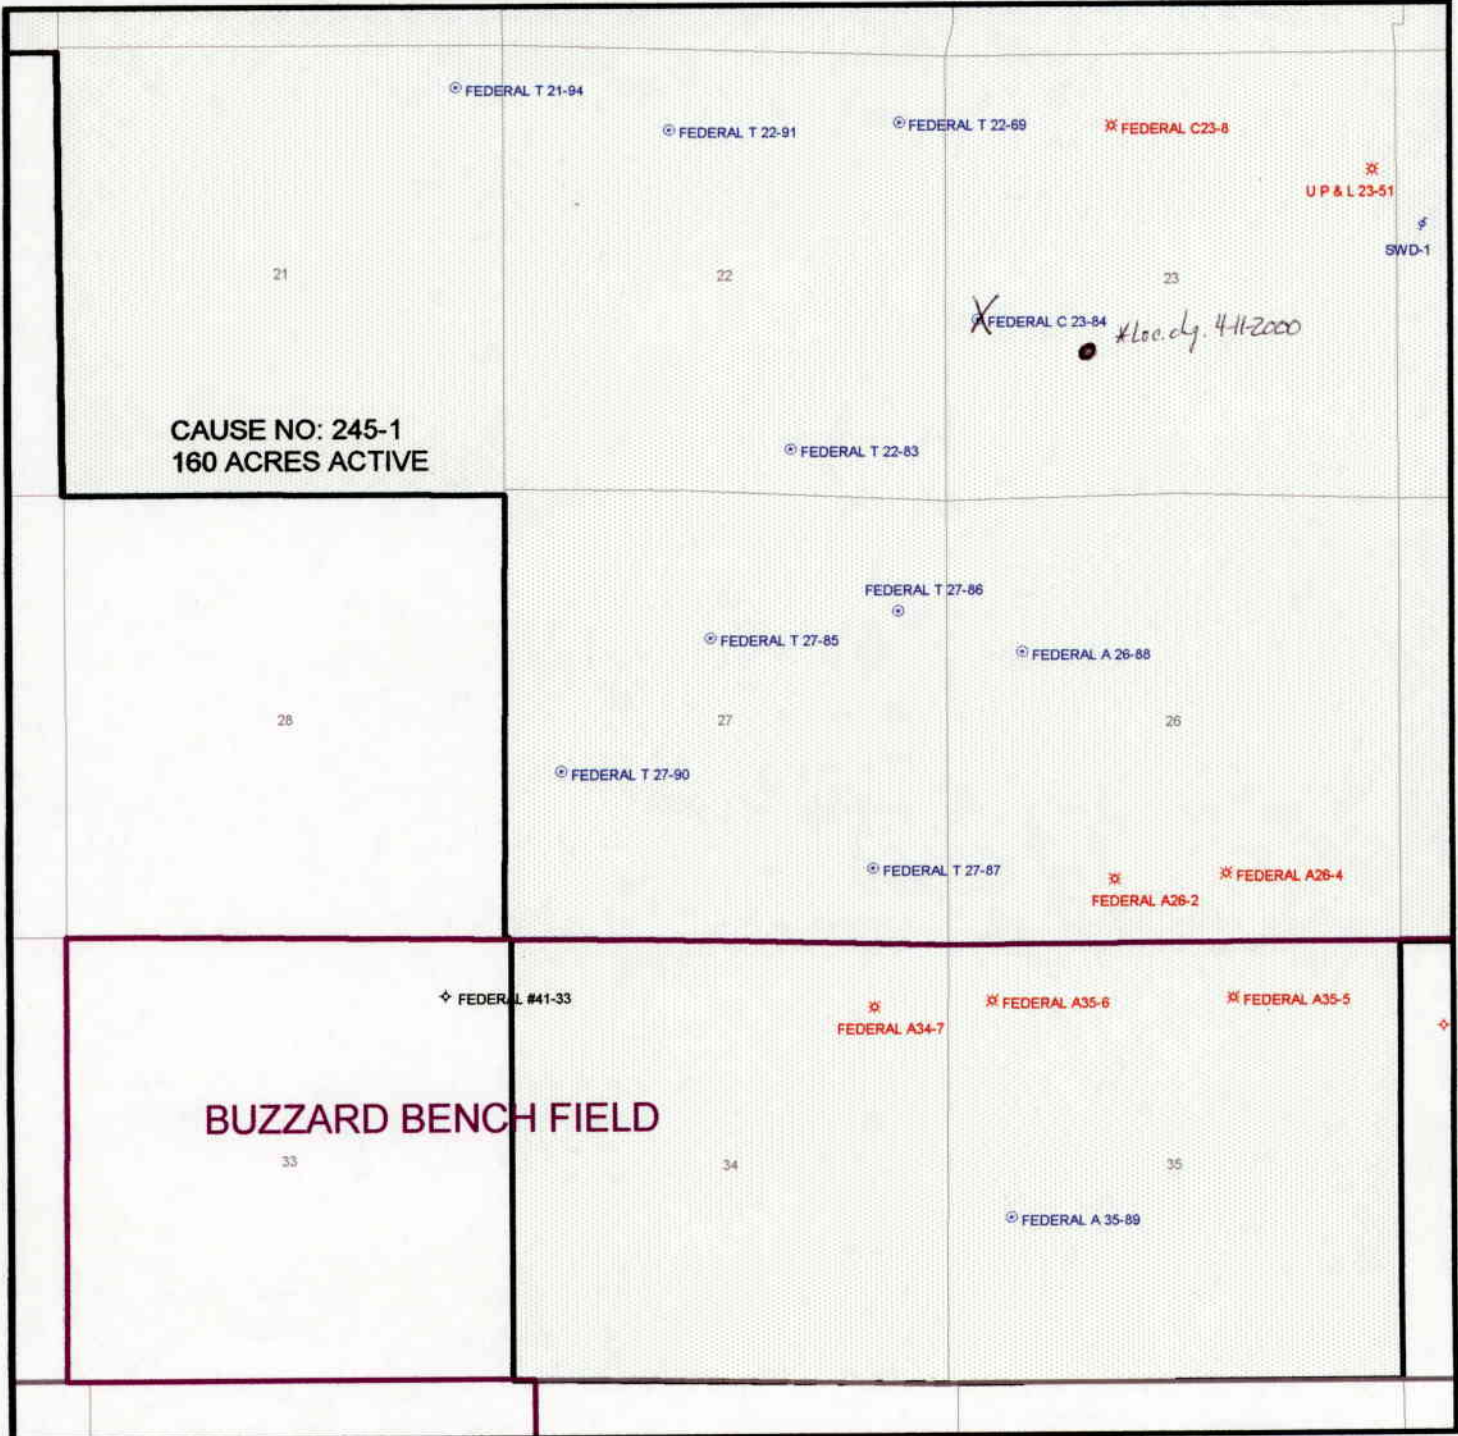 FEDERAL T 21-94
FEDERAL T 22-91
FEDERAL T 22-69
FEDERAL C23-8
U P & L 23-51
SWD-1
21
22
23
FEDERAL C 23-84
*Loc. chg. 4-11-2000
CAUSE NO: 245-1
160 ACRES ACTIVE
FEDERAL T 22-83
FEDERAL T 27-86
FEDERAL T 27-85
FEDERAL A 26-88
28
27
26
FEDERAL T 27-90
FEDERAL T 27-87
FEDERAL A26-2
FEDERAL A26-4
FEDERAL #41-33
FEDERAL A34-7
FEDERAL A35-6
FEDERAL A35-5
BUZZARD BENCH FIELD
33
34
35
FEDERAL A 35-89